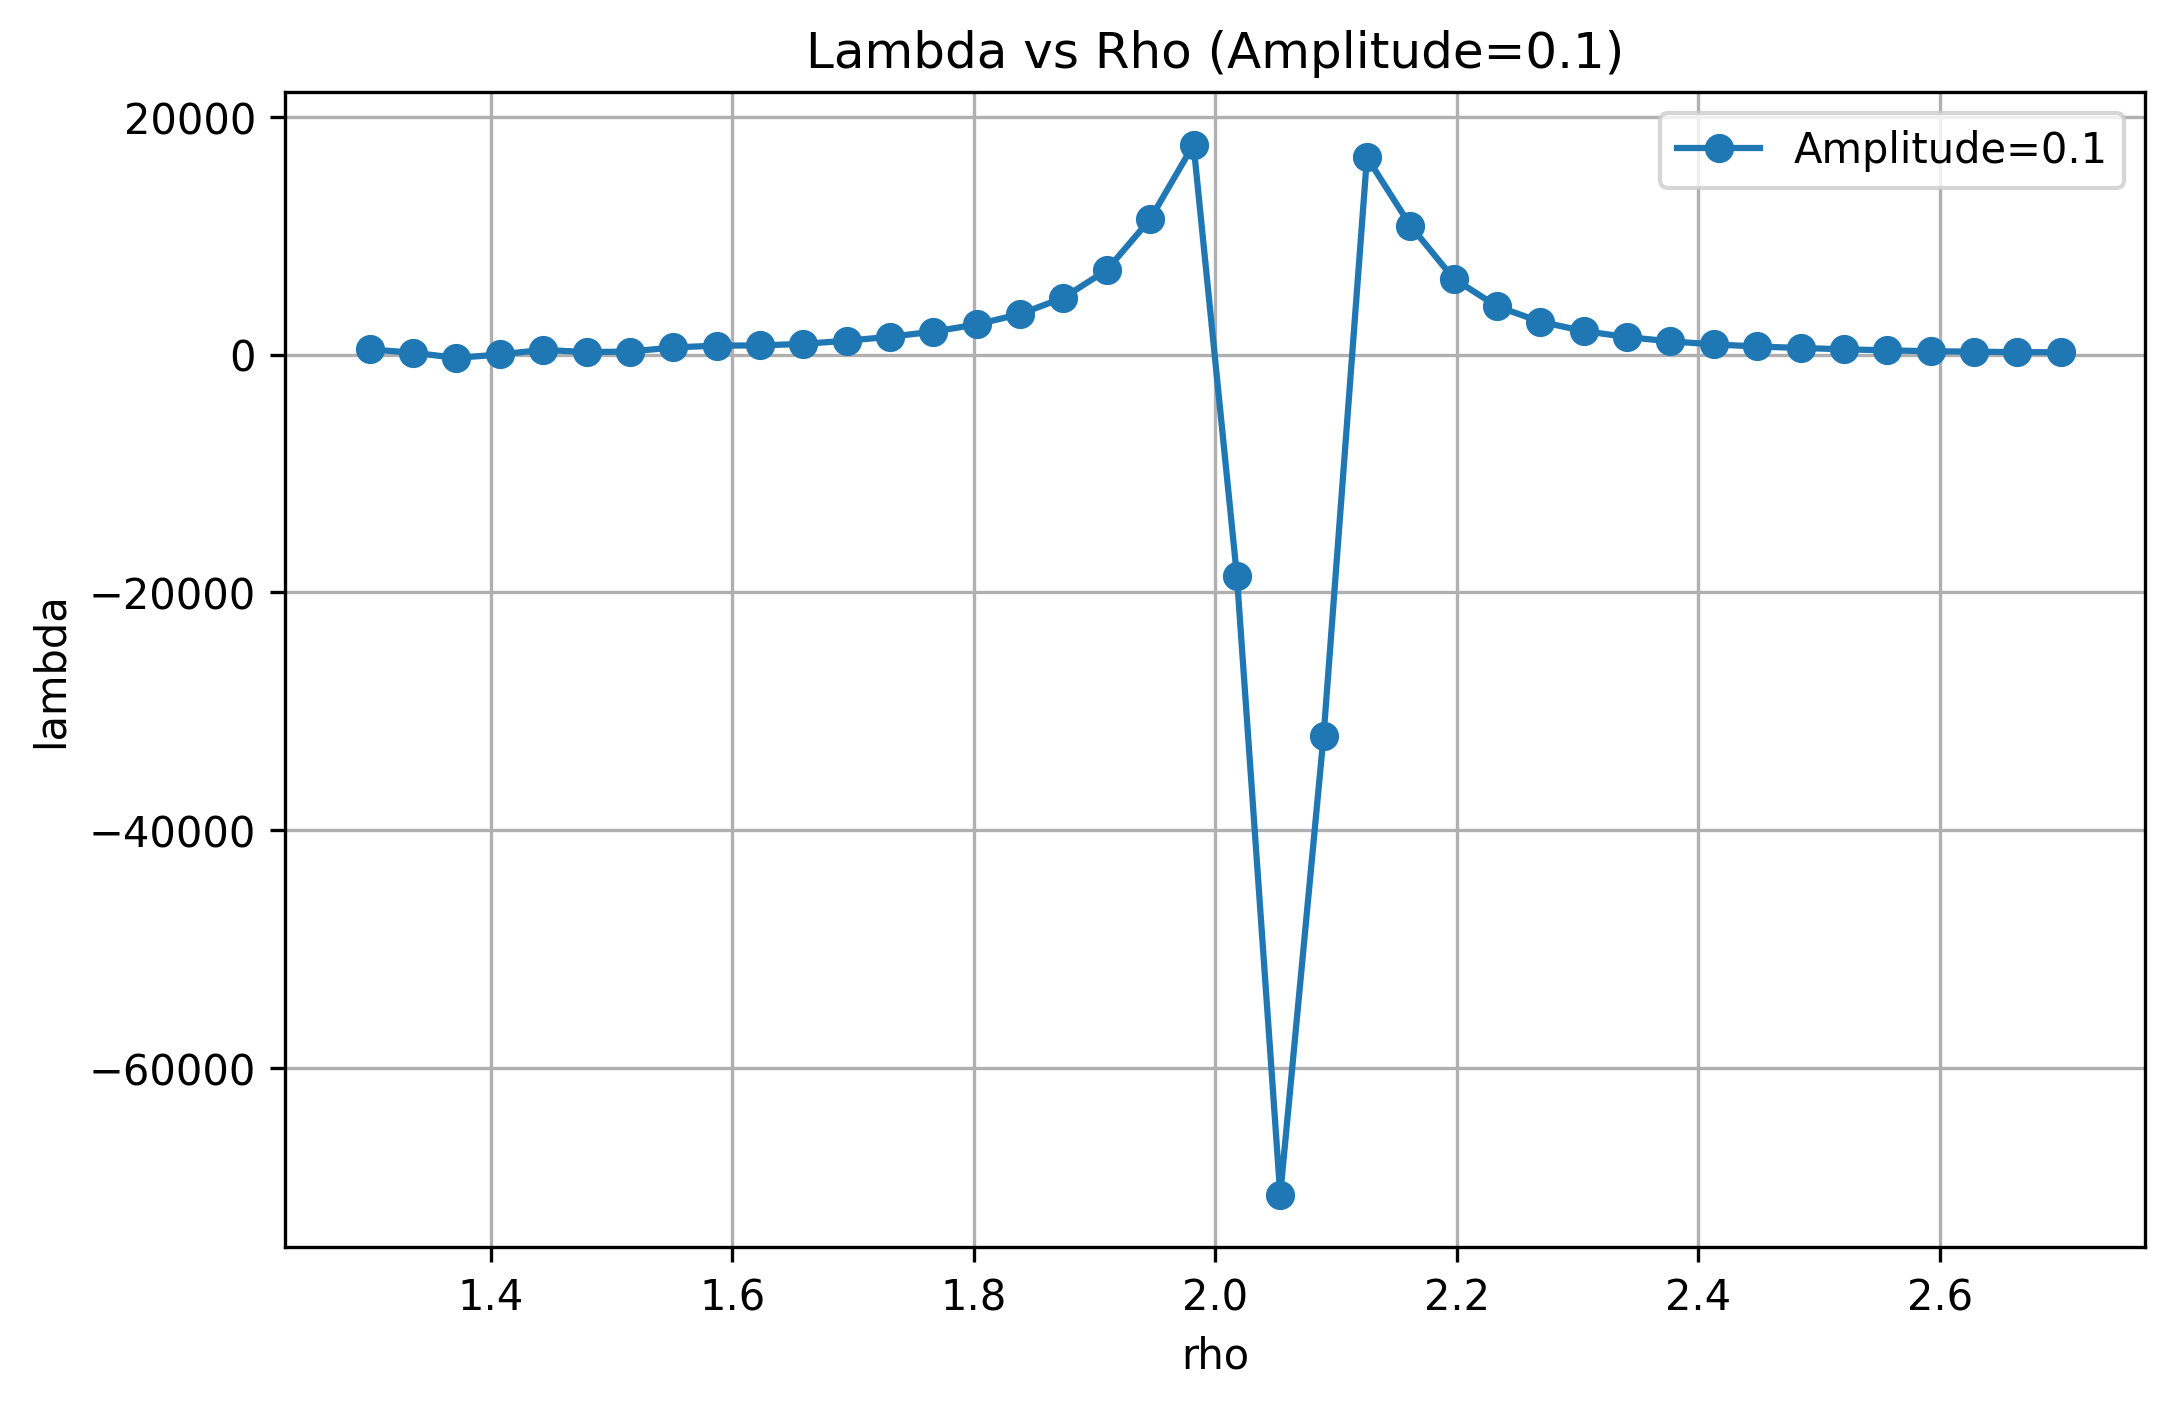 Lambda vs Rho (Amplitude=0.1)
Amplitude=0.1
20000
0
−20000
−40000
−60000
lambda
1.4 1.6 1.8 2.0 2.2 2.4 2.6
rho